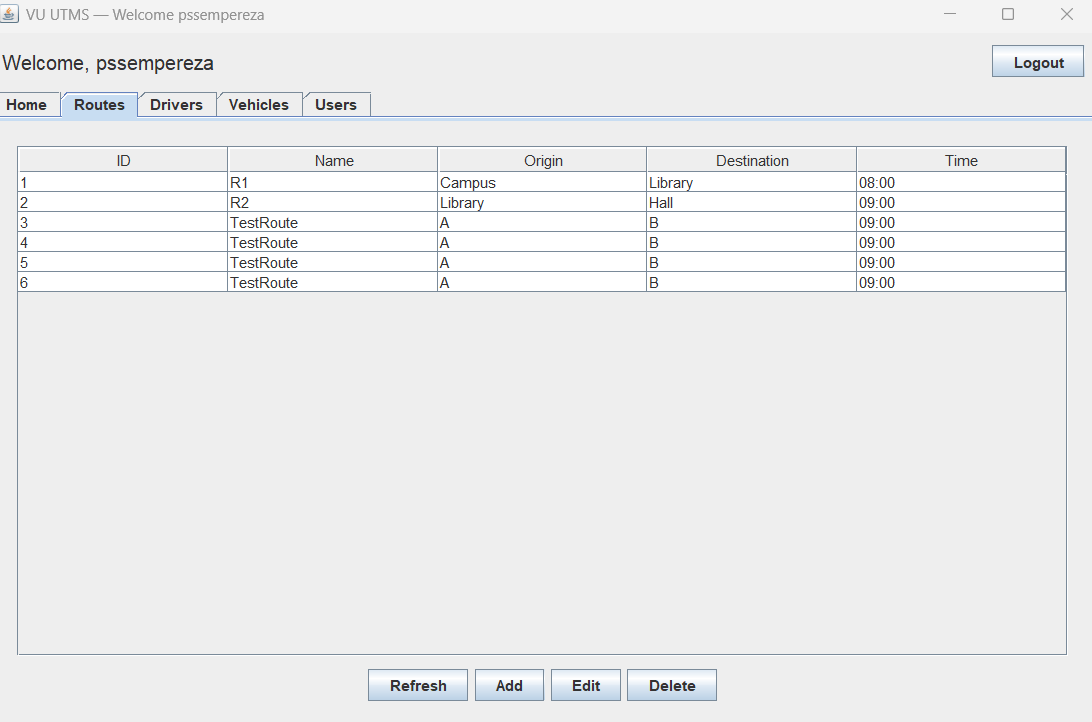 VU UTMS — Welcome pssempereza
Welcome, pssempereza
Logout
Home Routes Drivers Vehicles Users
ID Name Origin Destination Time
1 R1 Campus Library 08:00
2 R2 Library Hall 09:00
3 TestRoute A B 09:00
4 TestRoute A B 09:00
5 TestRoute A B 09:00
6 TestRoute A B 09:00
Refresh Add Edit Delete